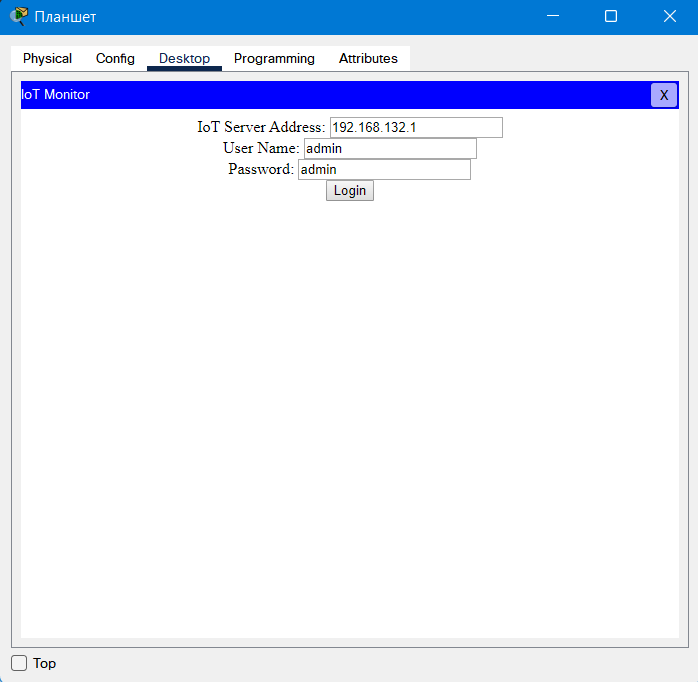 Планшет
Physical Config Desktop Programming Attributes
IoT Monitor X
IoT Server Address: 192.168.132.1
User Name: admin
Password: admin
Login
Top